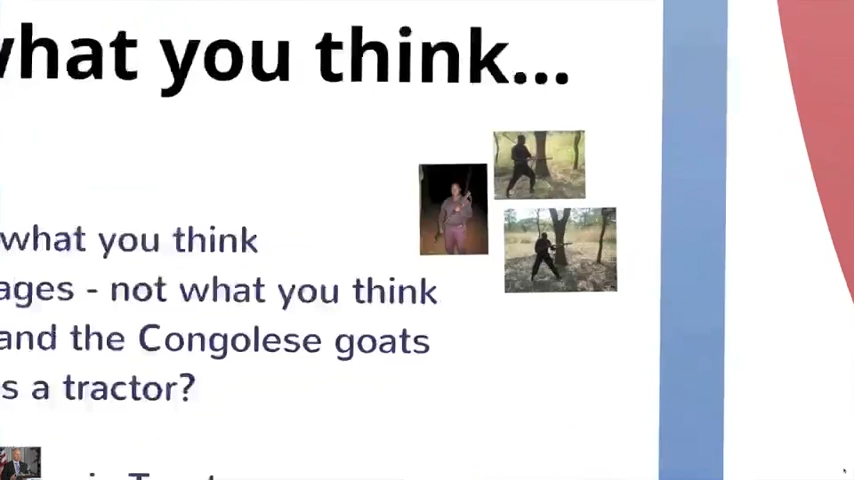 what you think...
what you think
ages - not what you think
and the Congolese goats
s a tractor?